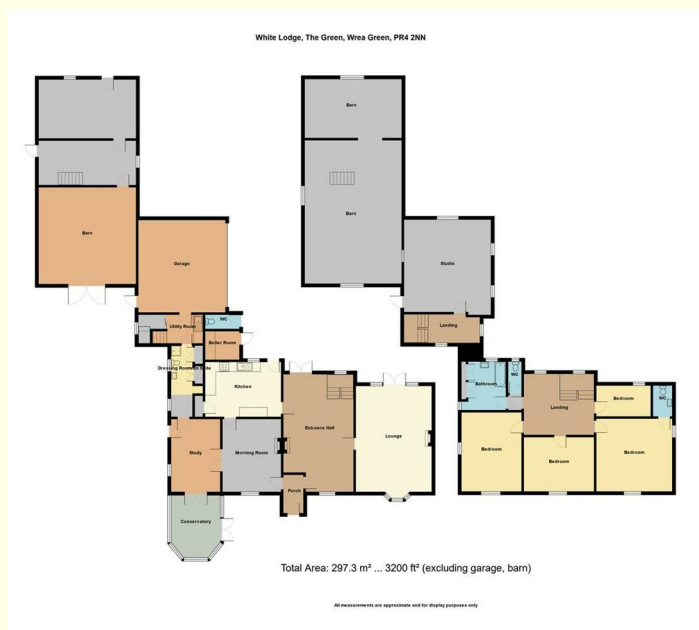 White Lodge, The Green, Wrea Green, PR4 2NN
Barn
Barn
Barn
Garage
Studio
Utility Room
WC
Landing
Boiler Room
Dressing Room/En Suite
Kitchen
Bathroom
WC
Landing
Bedroom
WC
Entrance Hall
Lounge
Study
Morning Room
Bedroom
Bedroom
Bedroom
Porch
Conservatory
Total Area: 297.3 m² ... 3200 ft² (excluding garage, barn)
All measurements are approximate and for display purposes only